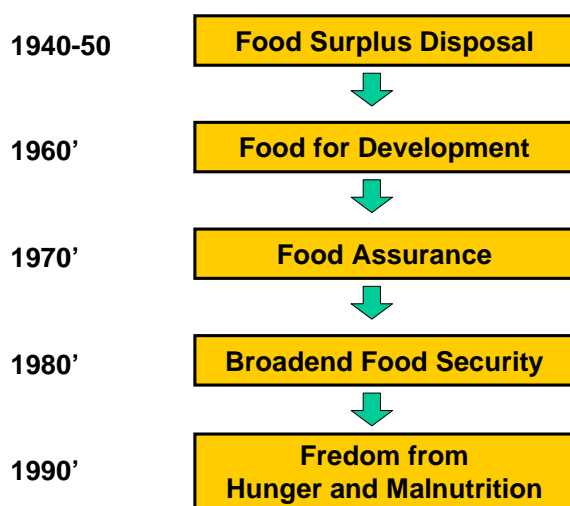 1940-50
Food Surplus Disposal
1960’
Food for Development
1970’
Food Assurance
1980’
Broadend Food Security
1990’
Fredom from
Hunger and Malnutrition